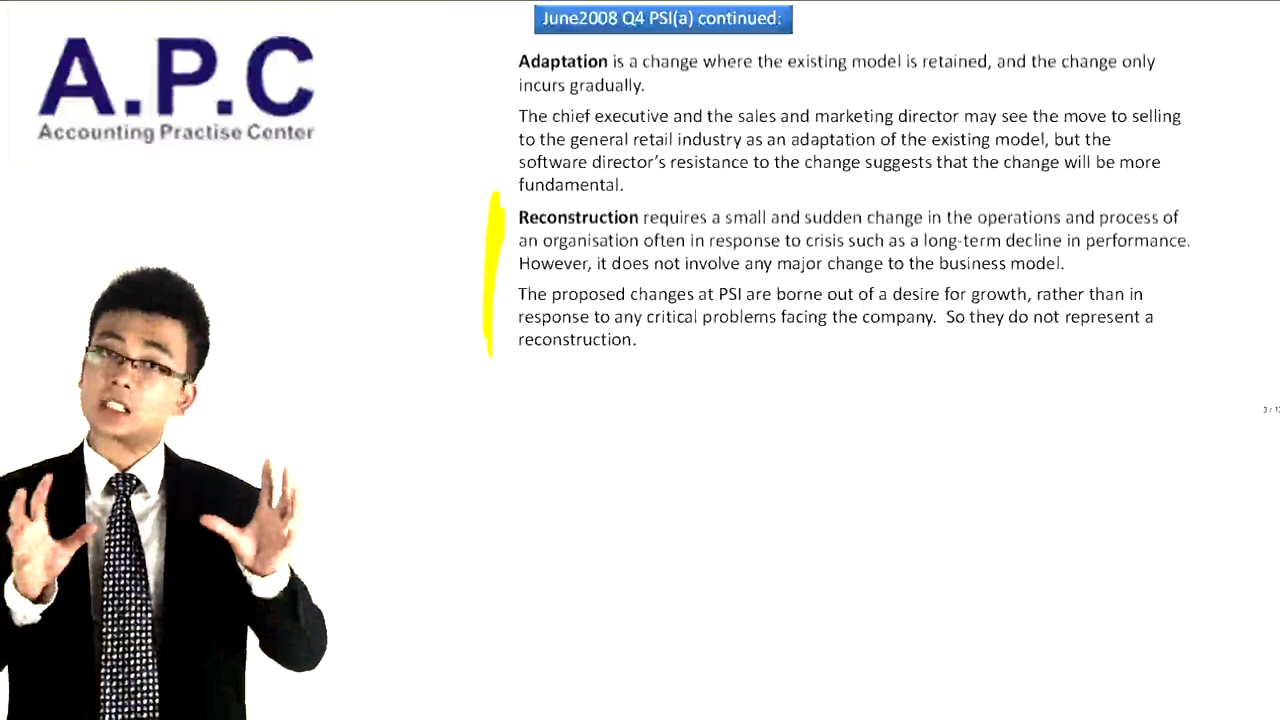 June2008 Q4 PSI(a) continued:
A.P.C
Accounting Practise Center
Adaptation is a change where the existing model is retained, and the change only
incurs gradually.
The chief executive and the sales and marketing director may see the move to selling
to the general retail industry as an adaptation of the existing model, but the
software director's resistance to the change suggests that the change will be more
fundamental.
Reconstruction requires a small and sudden change in the operations and process of
an organisation often in response to crisis such as a long-term decline in performance.
However, it does not involve any major change to the business model.
The proposed changes at PSI are borne out of a desire for growth, rather than in
response to any critical problems facing the company.  So they do not represent a
reconstruction.